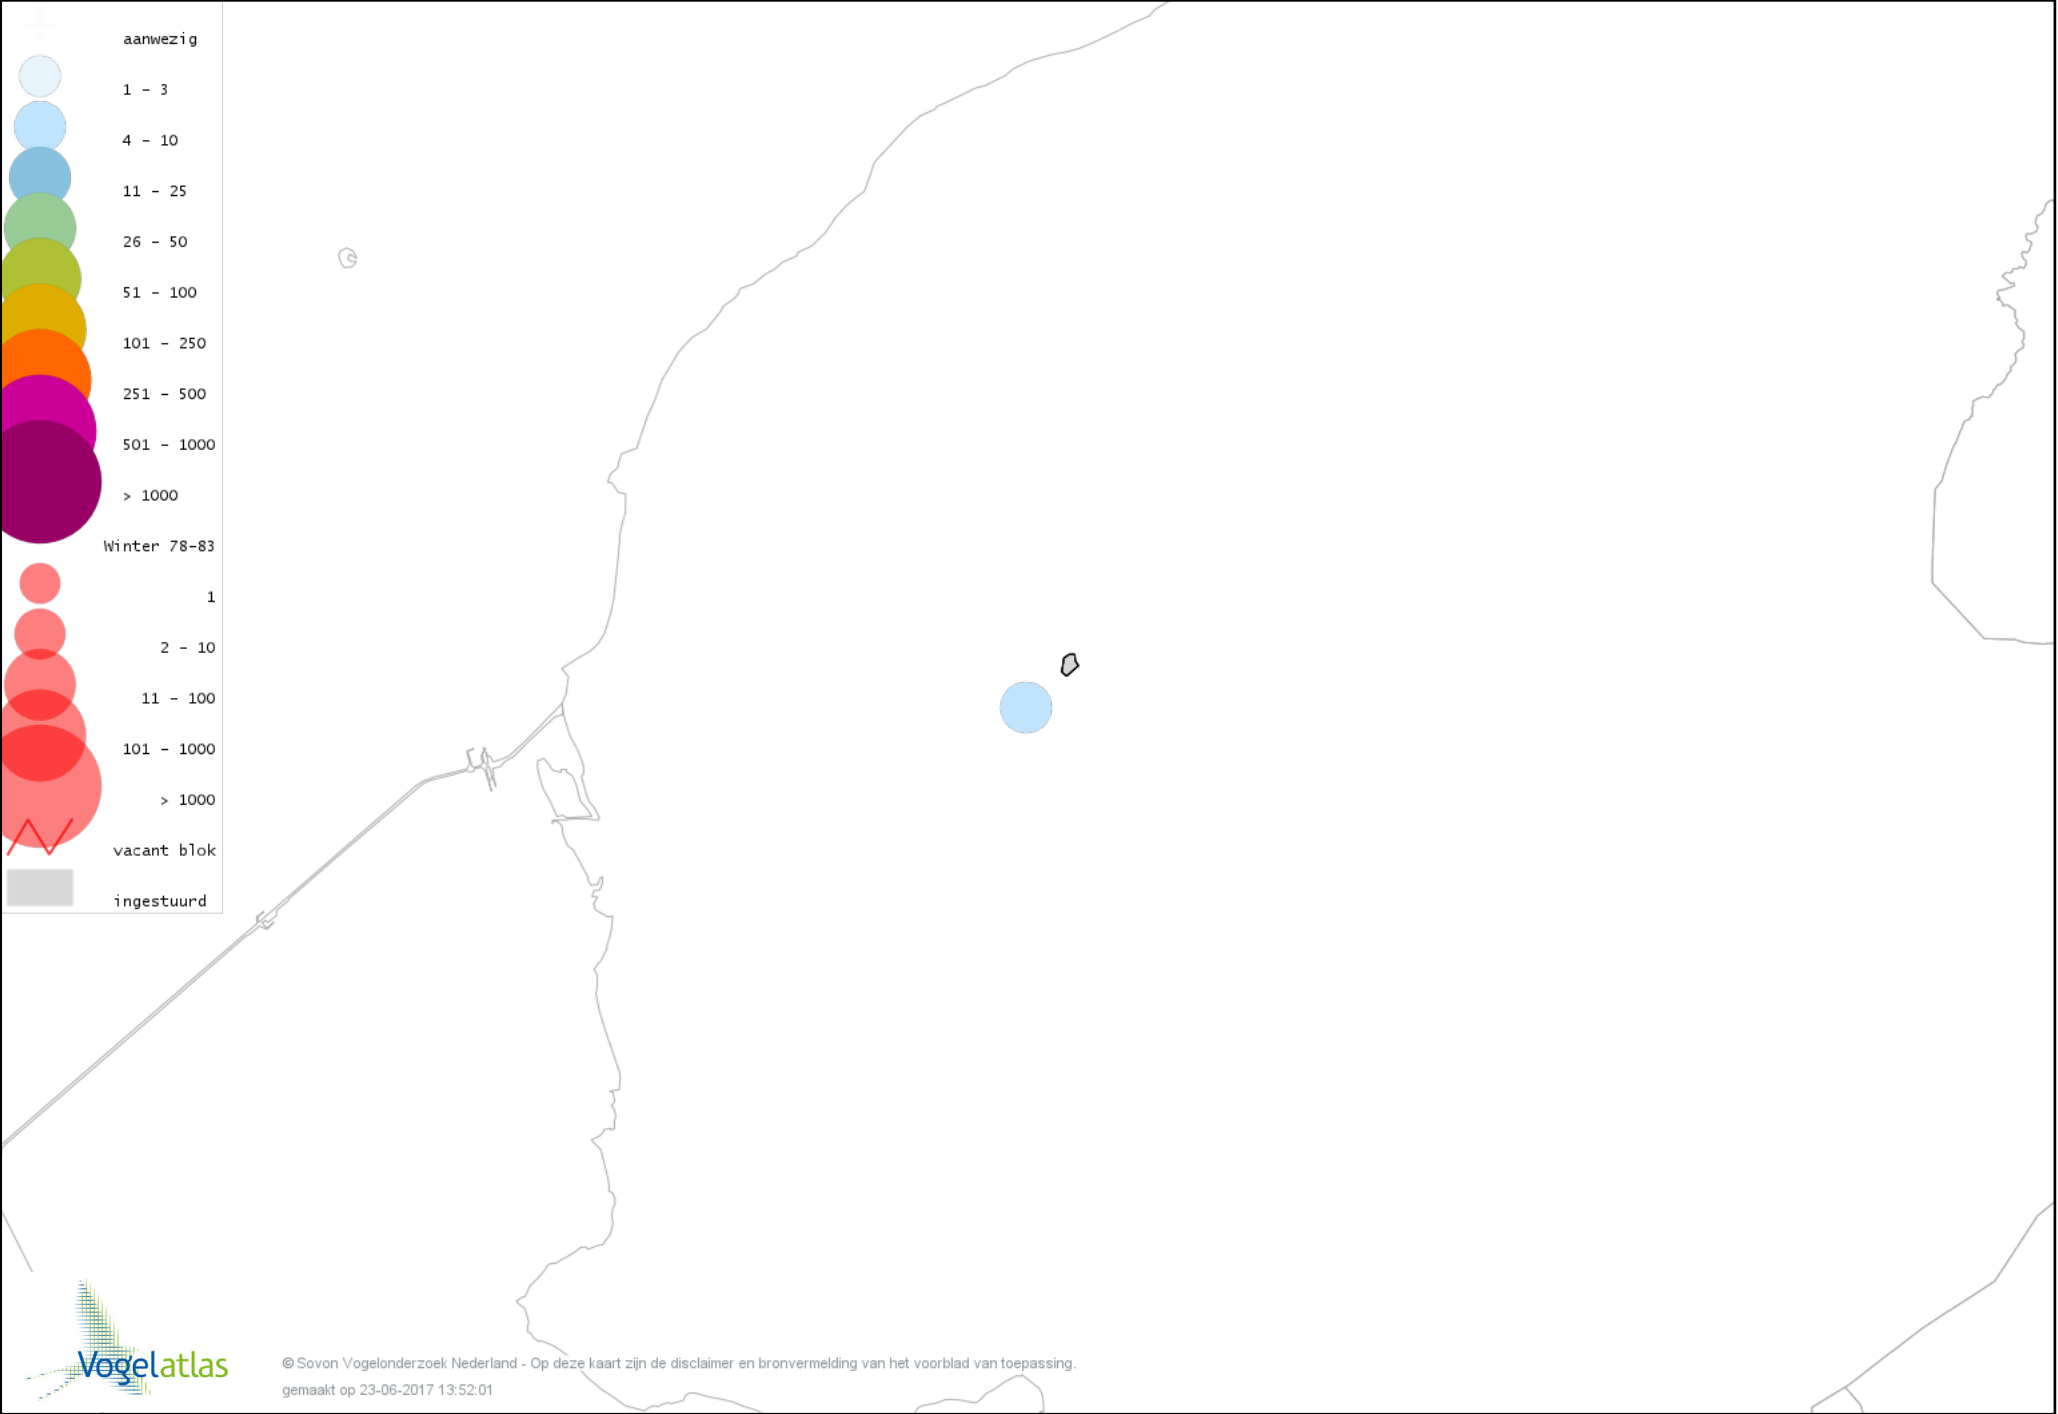 aanwezig
1 - 3
4 - 10
11 - 25
26 - 50
51 - 100
101 - 250
251 - 500
501 - 1000
> 1000
Winter 78-83
1
2 - 10
11 - 100
101 - 1000
> 1000
vacant blok
ingestuurd
Vogelatlas
© Sovon Vogelonderzoek Nederland - Op deze kaart zijn de disclaimer en bronvermelding van het voorblad van toepassing.
gemaakt op 23-06-2017 13:52:01